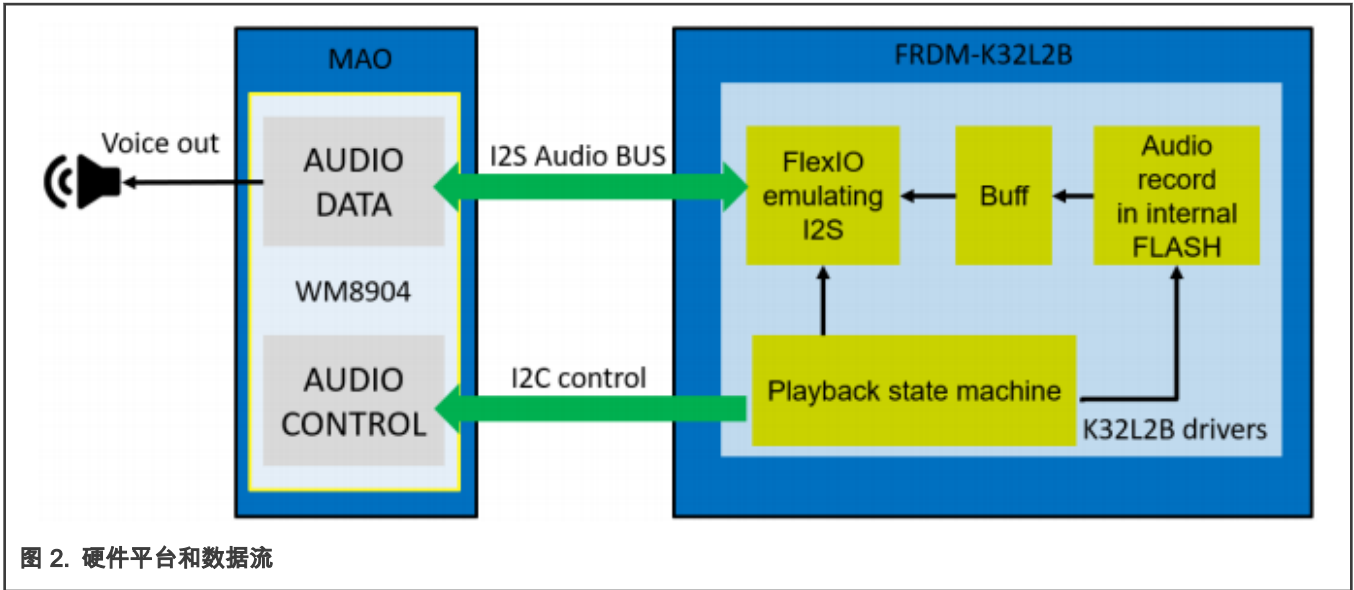 MAO
FRDM-K32L2B
Voice out
AUDIO
DATA
WM8904
AUDIO
CONTROL
I2S Audio BUS
I2C control
FlexIO
emulating
I2S
Buff
Audio
record
in internal
FLASH
Playback state machine
K32L2B drivers
图 2. 硬件平台和数据流